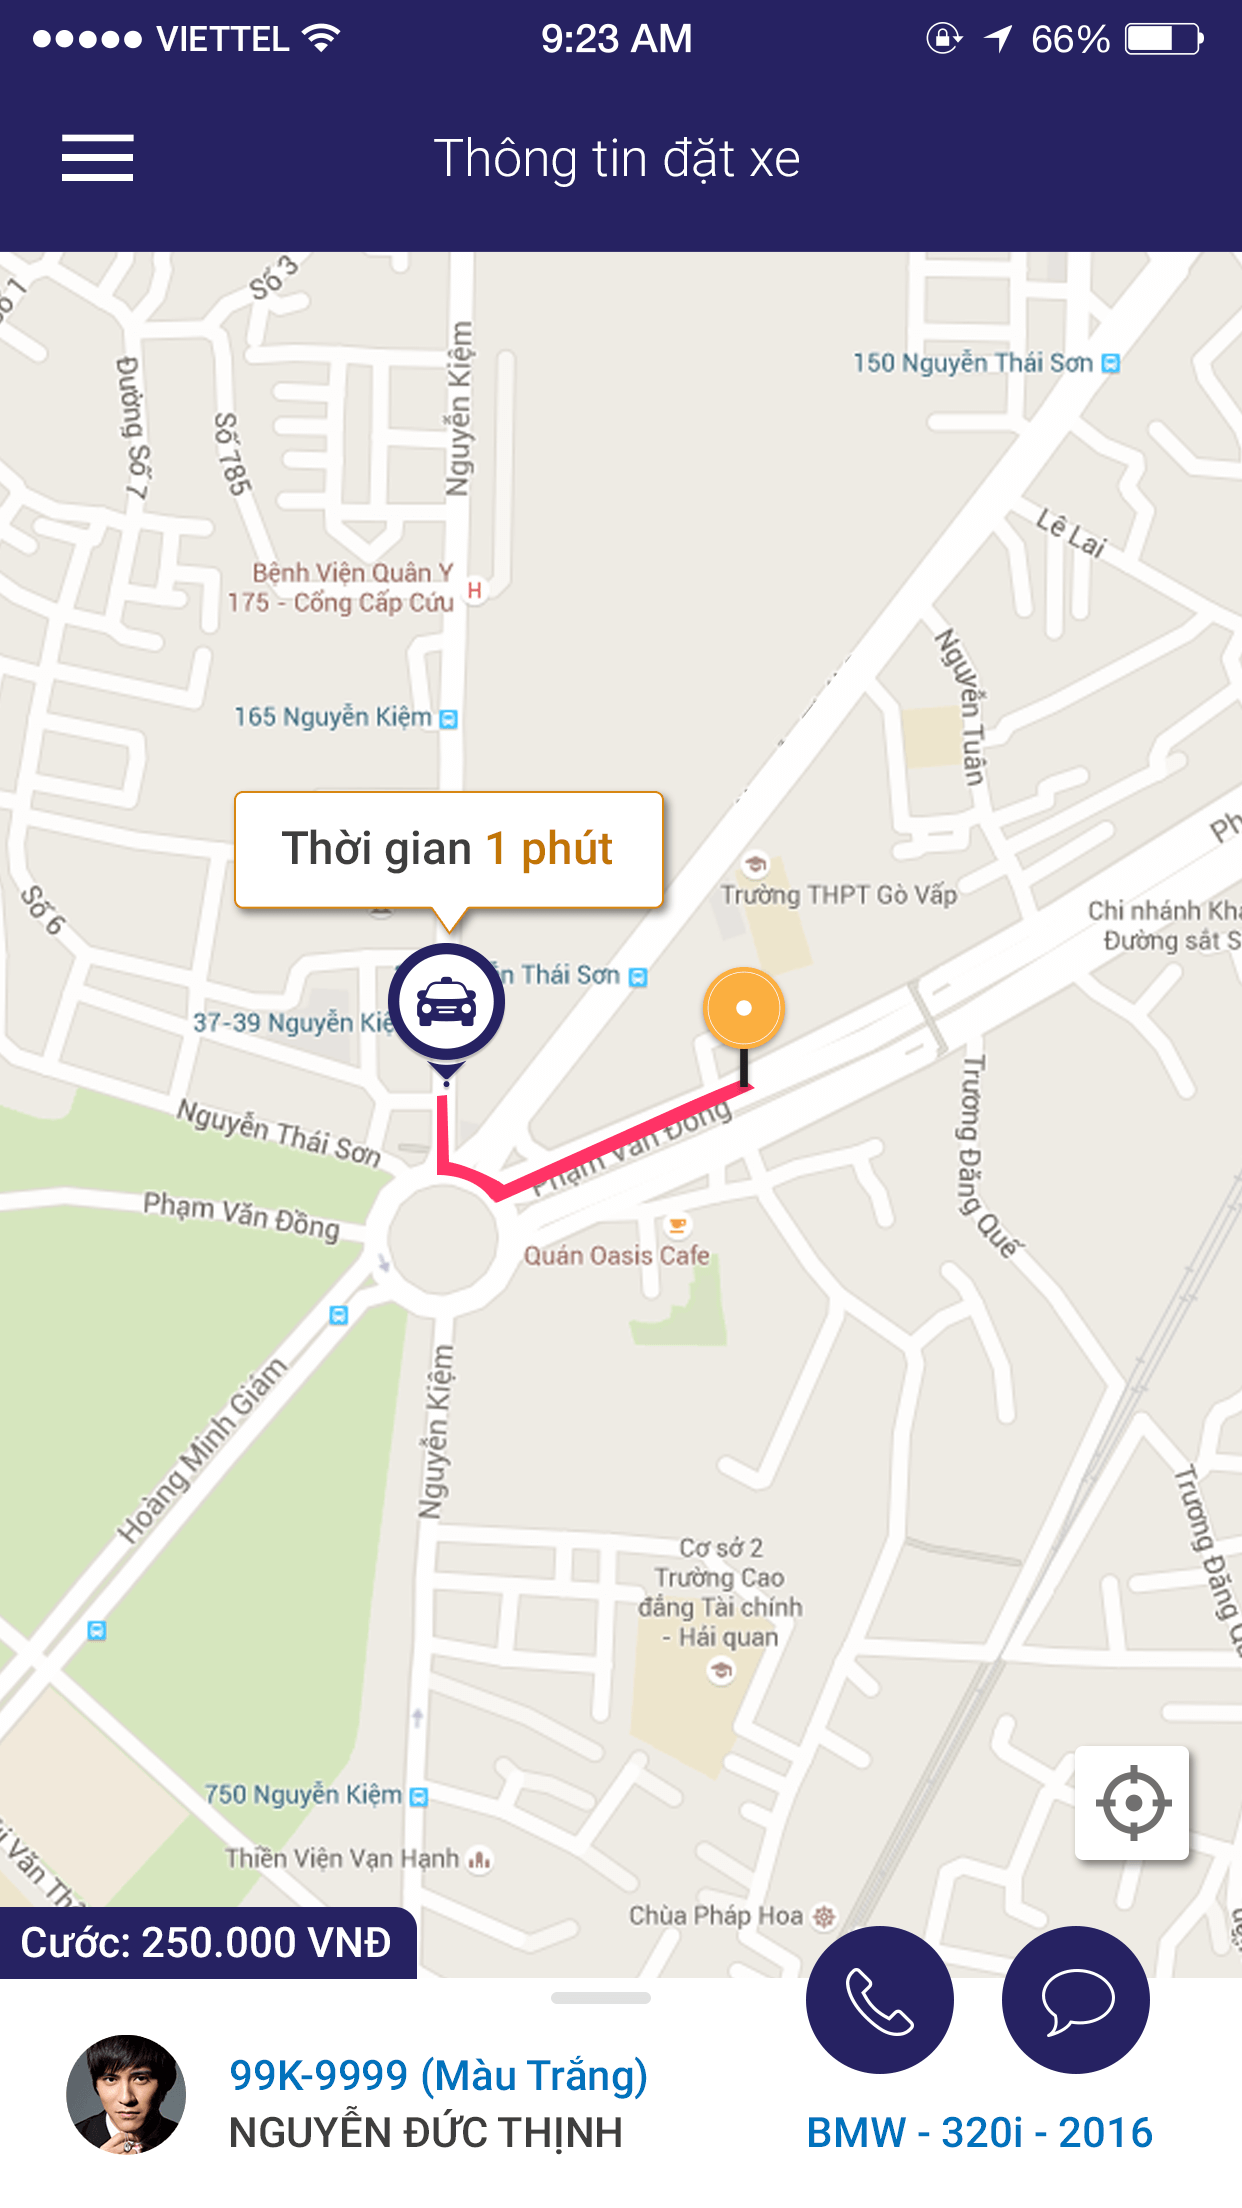 VIETTEL
9:23 AM
66%
Thông tin đặt xe
Số 3
Nguyễn Kiệm
150 Nguyễn Thái Sơn
Đường Số 7
Số 785
Lê Lai
Bệnh Viện Quân Y
175 - Cổng Cấp Cứu
H
Nguyễn Tuân
165 Nguyễn Kiệm
Thời gian 1 phút
Số 6
Trường THPT Gò Vấp
Chi nhánh
Đường sắt S
Thái Sơn
37-39 Nguyễn
Nguyễn Thái Sơn
Phạm Văn Đồng
Trương Đăng Quế
Phạm Văn Đồng
Quán Oasis Cafe
Hoàng Minh Giám
Nguyễn Kiệm
Trương Đăng
Cơ sở 2
Trường Cao
đẳng Tài chính
- Hải quan
750 Nguyễn Kiệm
Thiền Viện Vạn Hạnh
Chùa Pháp Hoa
Cước: 250.000 VNĐ
99K-9999 (Màu Trắng)
NGUYỄN ĐỨC THỊNH
BMW - 320i - 2016